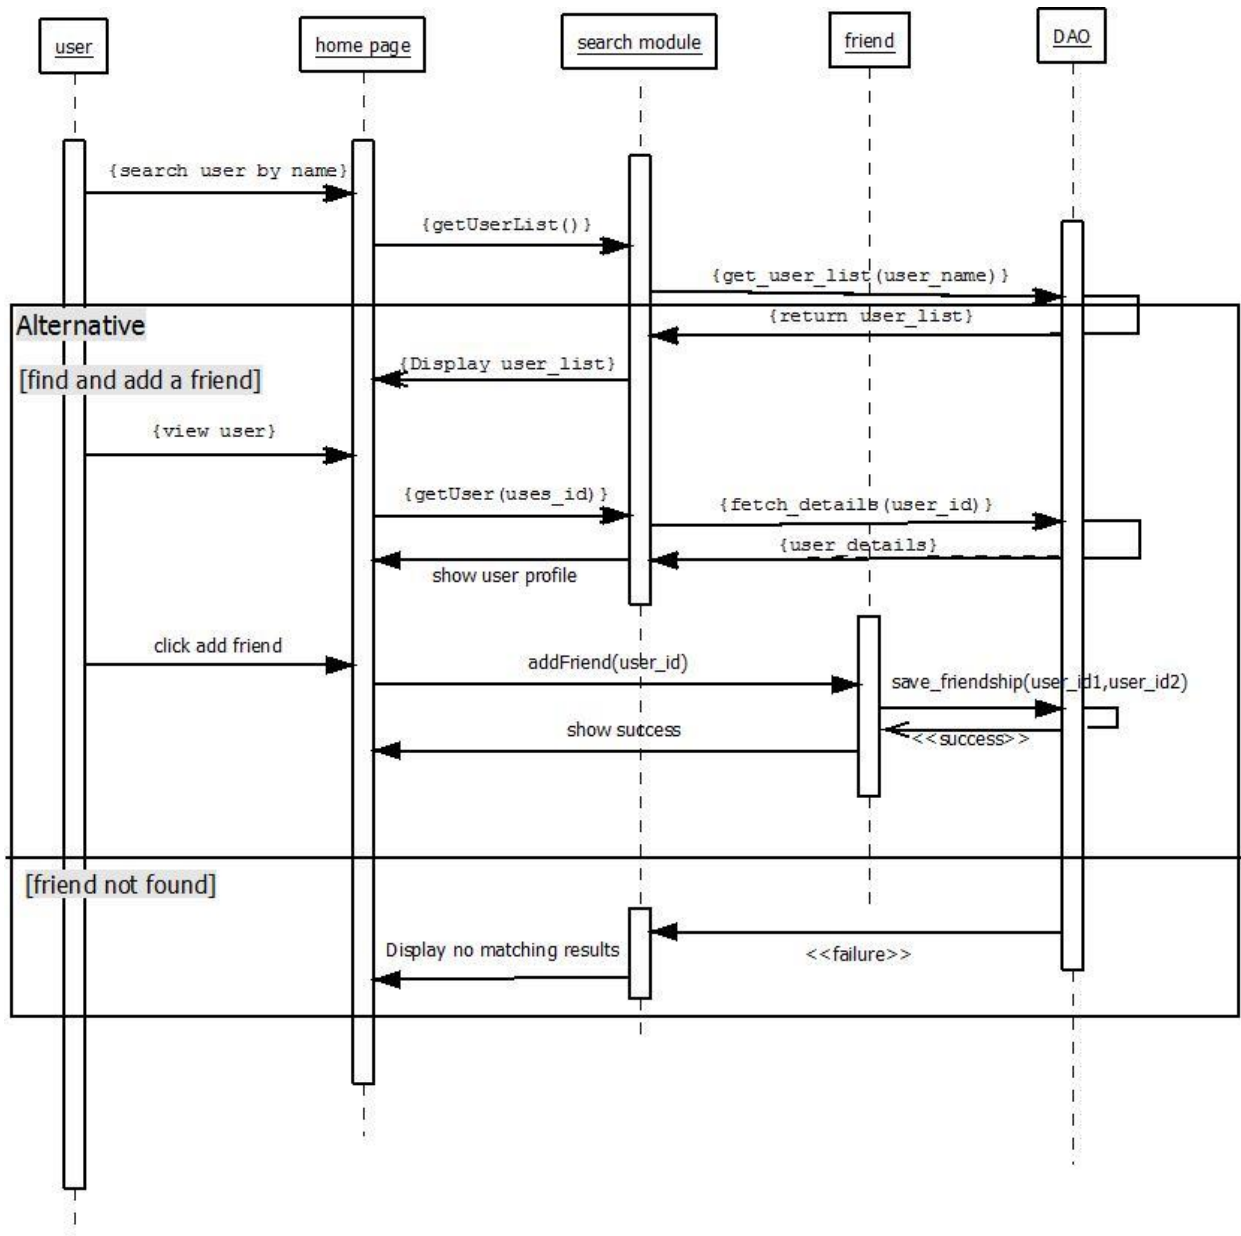 user
home page
search module
friend
DAO
{search user by name}
{getUserList()}
{get_user_list(user_name)}
Alternative
{return user_list}
{Display user_list}
[find and add a friend]
{view user}
{getUser(uses_id)}
{fetch_details(user_id)}
{user_details}
show user profile
click add friend
addFriend(user_id)
save_friendship(user_id1,user_id2)
show success
<<success>>
[friend not found]
Display no matching results
<<failure>>